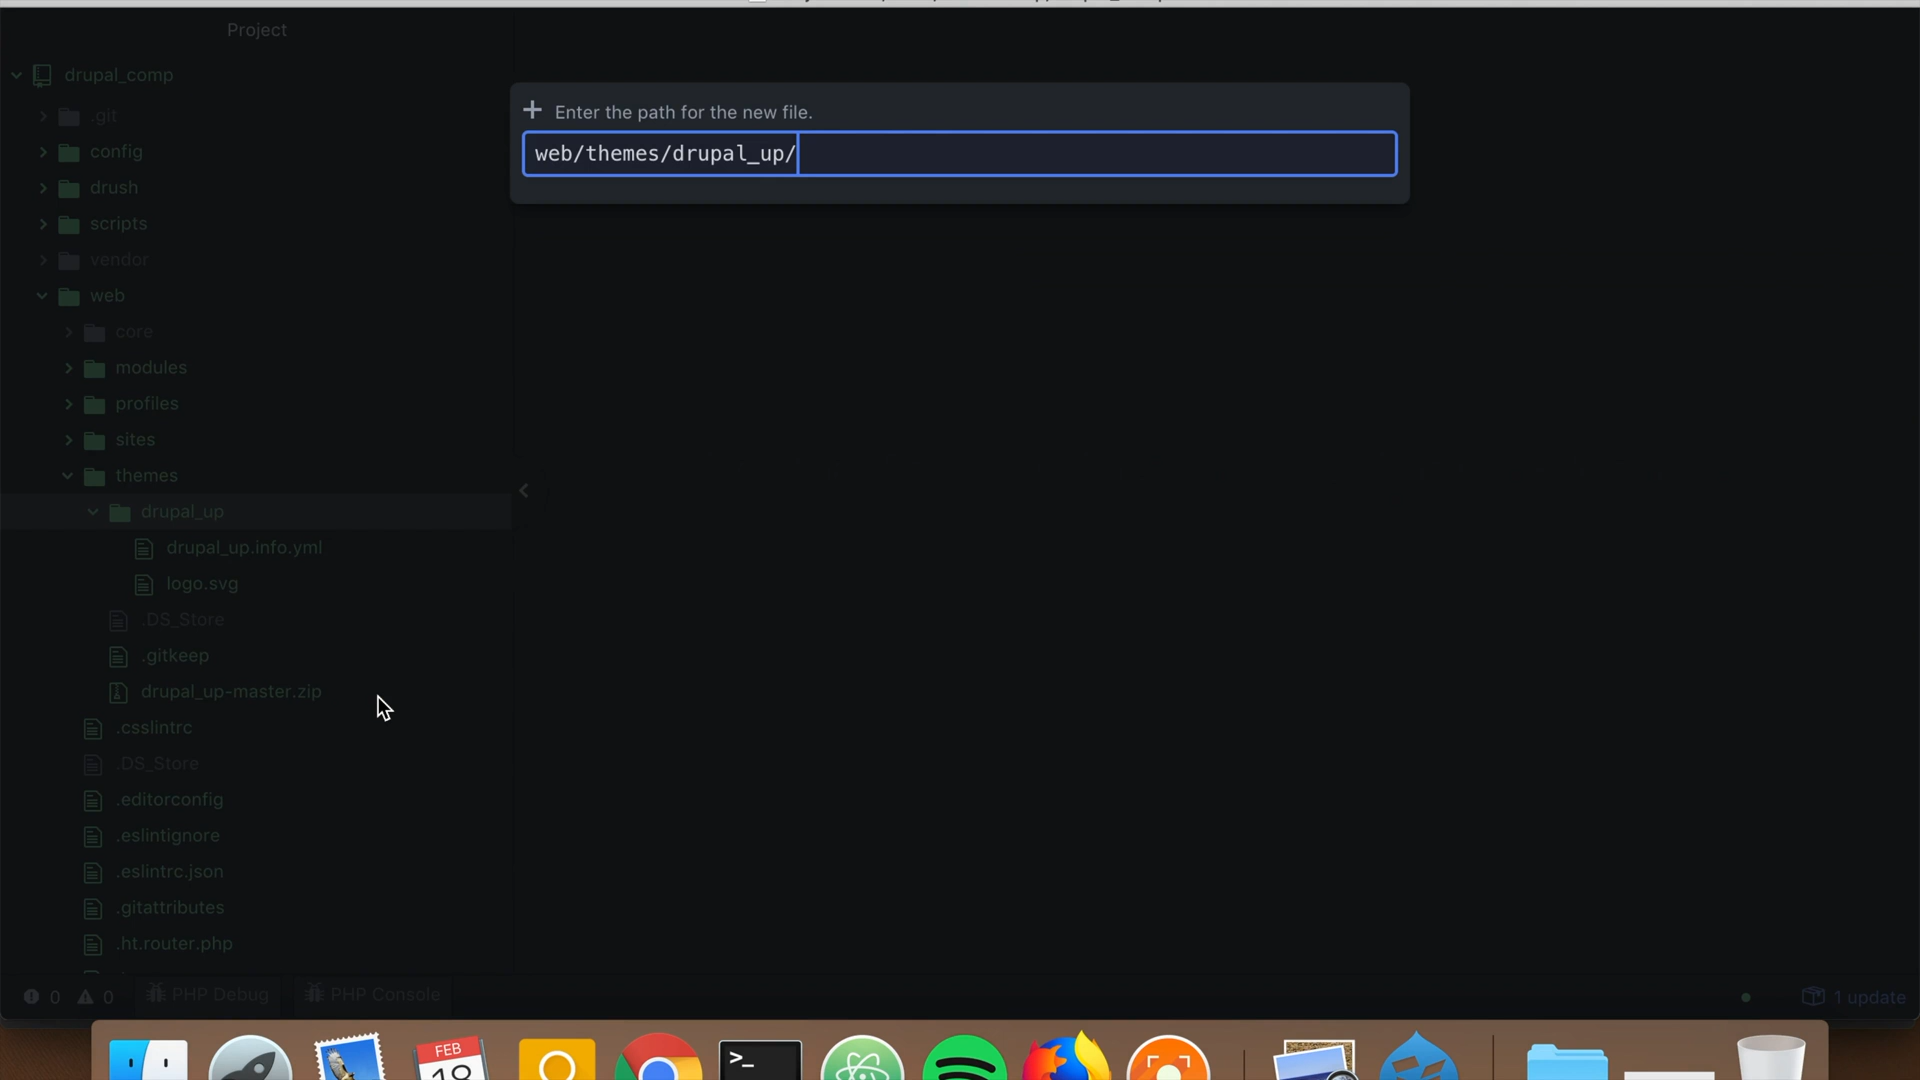 Project
drupal_comp
.git
config
drush
scripts
vendor
web
core
modules
profiles
sites
themes
drupal_up
drupal_up.info.yml
logo.svg
.DS_Store
.gitkeep
drupal_up-master.zip
.csslintrc
.DS_Store
.editorconfig
.eslintignore
.eslintrc.json
.gitattributes
.ht.router.php
Enter the path for the new file.
web/themes/drupal_up/
0 0 PHP Debug PHP Console
1 update
FEB
18
>_